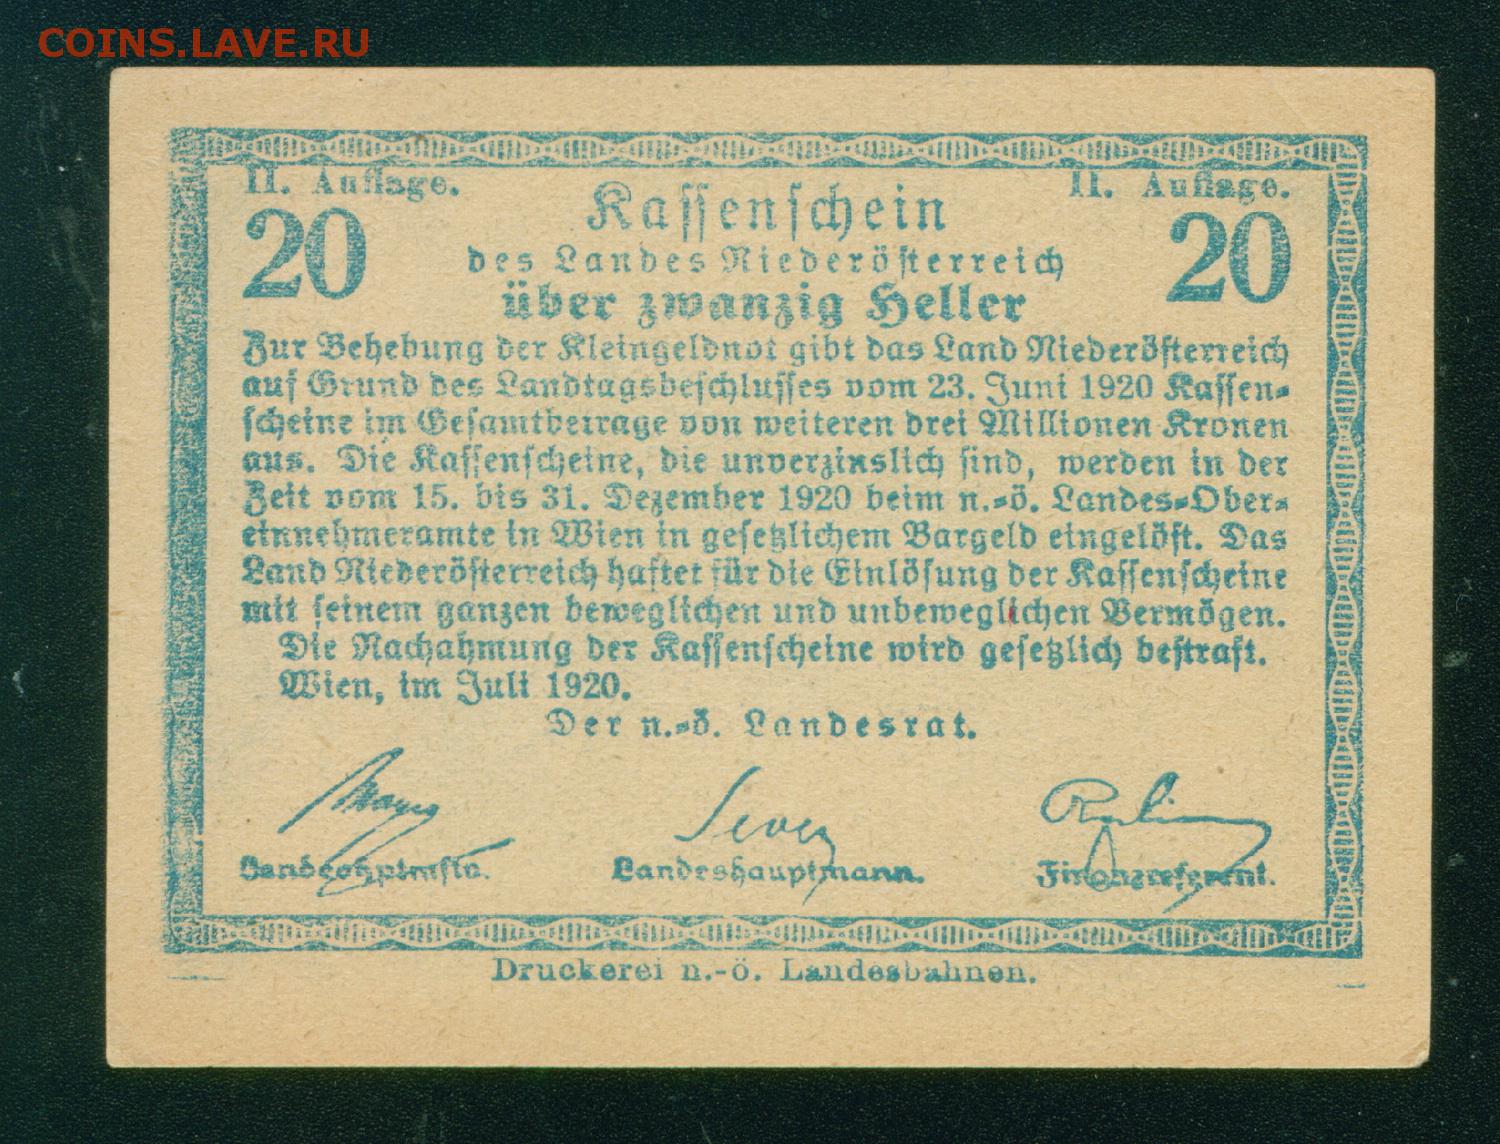 COINS.LAVE.RU
II. Auflage. II. Auflage.
20 Kassenschein 20
des Landes Niederösterreich
über zwanzig Heller
Zur Behebung der Kleingeldnot gibt das Land Niederösterreich
auf Grund des Landtagsbeschlusses vom 23. Juni 1920 Kassen-
scheine im Gesamtbetrage von weiteren drei Millionen Kronen
aus. Die Kassenscheine, die unverzinslich sind, werden in der
Zeit vom 15. bis 31. Dezember 1920 beim n.-ö. Landes-Ober-
einnehmeramte in Wien in gesetzlichem Bargeld eingelöst. Das
Land Niederösterreich haftet für die Einlösung der Kassenscheine
mit seinem ganzen beweglichen und unbeweglichen Vermögen.
Die Nachahmung der Kassenscheine wird gesetzlich bestraft.
Wien, im Juli 1920.
Der n.-ö. Landesrat.
Sever
Landeshauptmann. Finanzreferent.
Druckerei n.-ö. Landesbahnen.